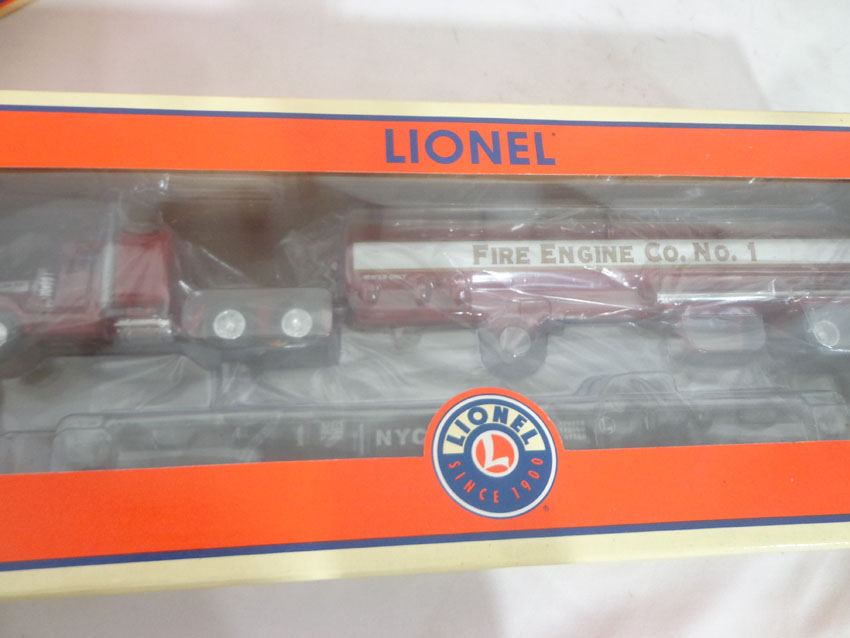 LIONEL
FIRE ENGINE CO. NO. 1
NYC
LIONEL
L
SINCE 1900